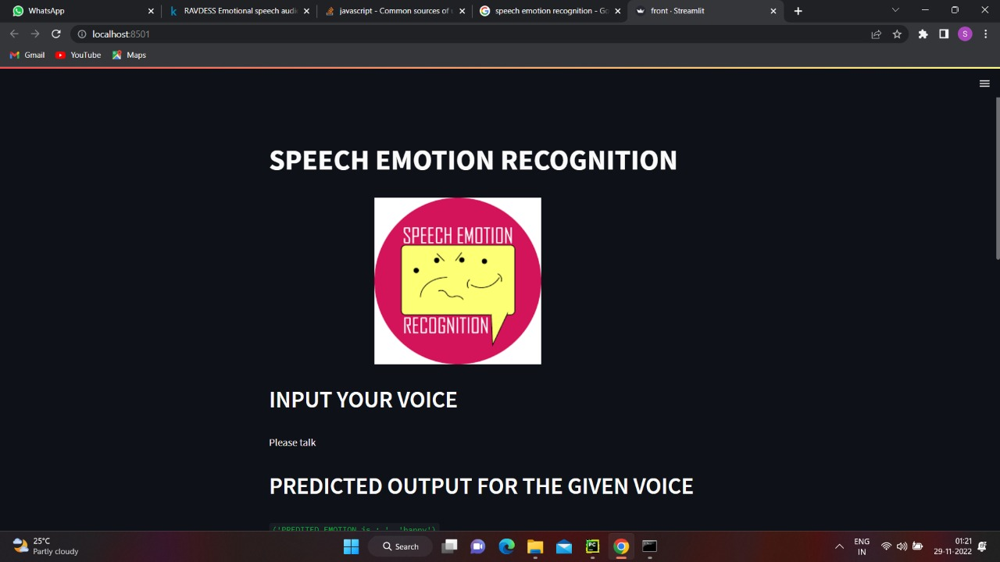 WhatsApp
RAVDESS Emotional speech audi
javascript - Common sources of u
speech emotion recognition - Go
front · Streamlit
localhost:8501
S
Gmail
YouTube
Maps
SPEECH EMOTION RECOGNITION
SPEECH EMOTION
RECOGNITION
INPUT YOUR VOICE
Please talk
PREDICTED OUTPUT FOR THE GIVEN VOICE
('PREDITED EMOTION is : ', 'happy')
25°C
Partly cloudy
Search
PC
ENG
IN
01:21
29-11-2022